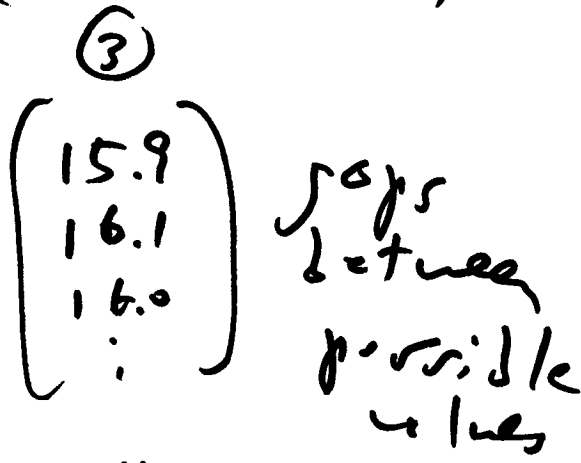 3
15.9
16.1
16.0
⋮
gaps
between
possible
values